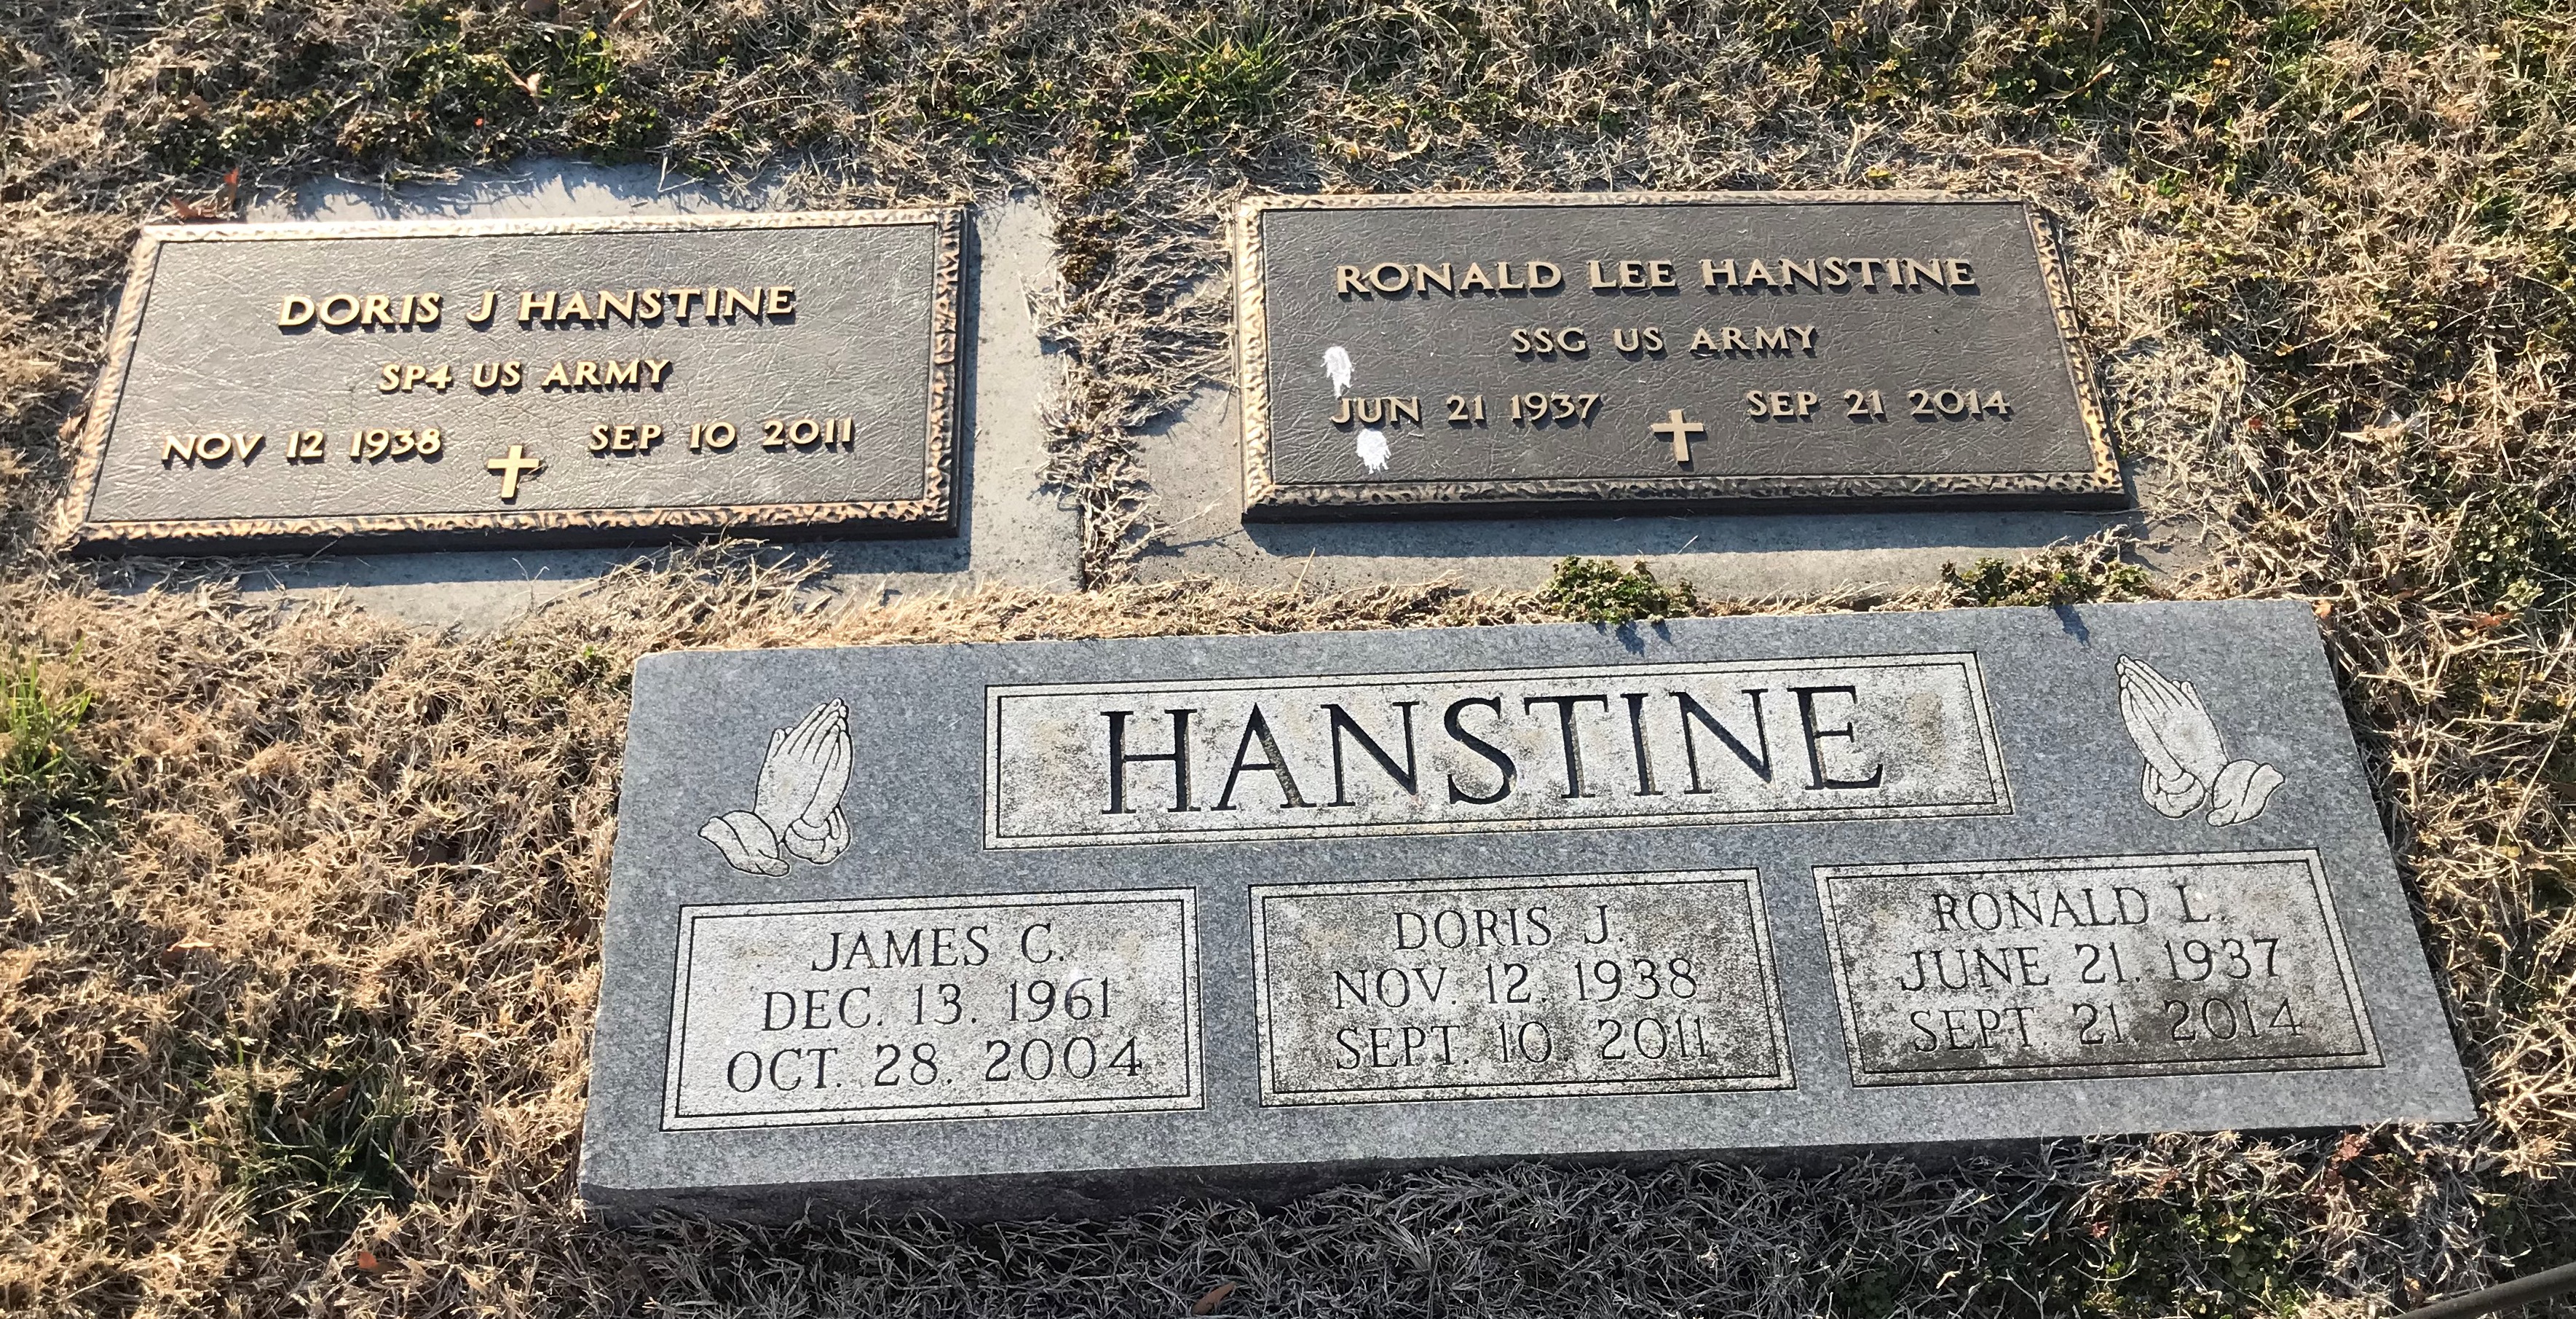 DORIS J HANSTINE
SP4 US ARMY
NOV 12 1938 SEP 10 2011
RONALD LEE HANSTINE
SSG US ARMY
JUN 21 1937 SEP 21 2014
HANSTINE
JAMES C.
DEC. 13, 1961
OCT. 28, 2004
DORIS J.
NOV. 12, 1938
SEPT. 10, 2011
RONALD L.
JUNE 21, 1937
SEPT. 21, 2014